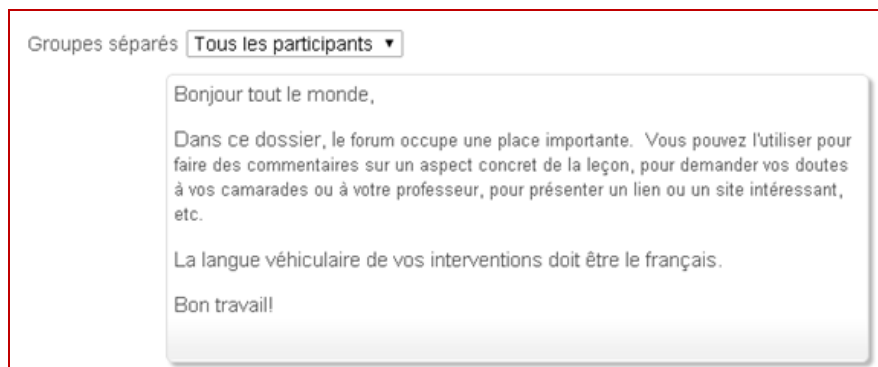 Groupes séparés Tous les participants
Bonjour tout le monde,
Dans ce dossier, le forum occupe une place importante. Vous pouvez l'utiliser pour
faire des commentaires sur un aspect concret de la leçon, pour demander vos doutes
à vos camarades ou à votre professeur, pour présenter un lien ou un site intéressant,
etc.
La langue véhiculaire de vos interventions doit être le français.
Bon travail!